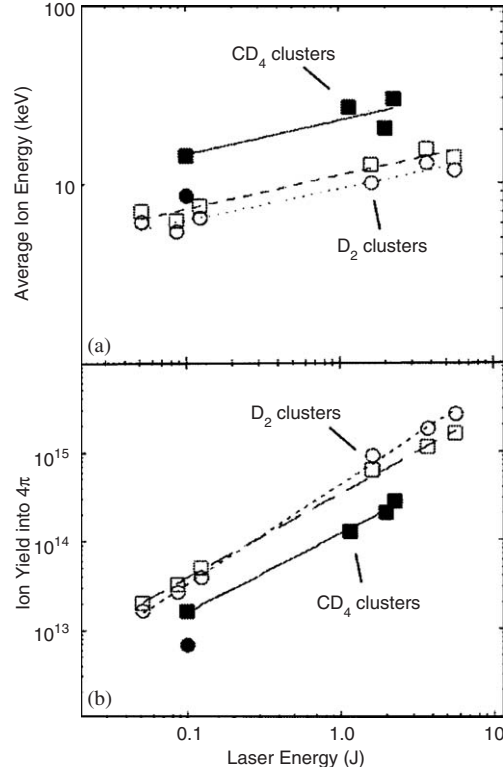 100
CD4 clusters
Average Ion Energy (keV)
10
D2 clusters
(a)
D2 clusters
10^15
Ion Yield into 4π
10^14
CD4 clusters
10^13
(b)
0.1
1.0
10
Laser Energy (J)